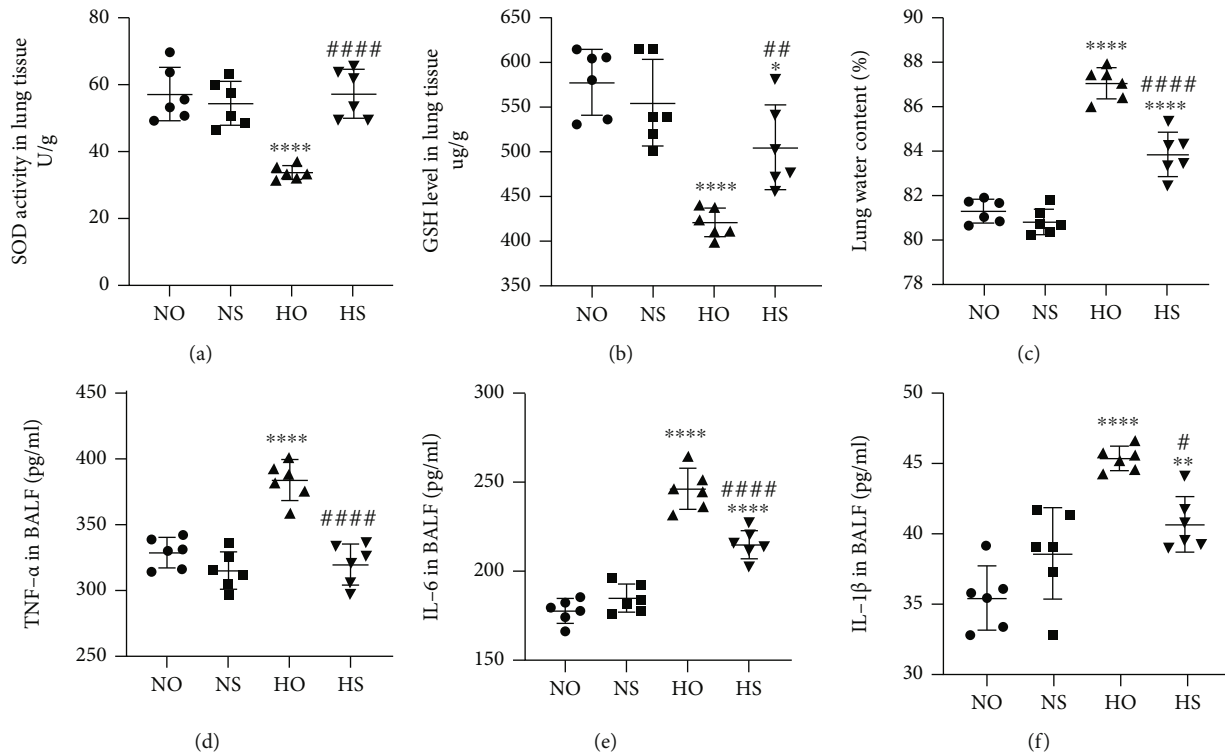 SOD activity in lung tissue
U/g
80
60
40
20
0
####
****
NO NS HO HS
(a)
GSH level in lung tissue
ug/g
650
600
550
500
450
400
350
##
*
****
NO NS HO HS
(b)
Lung water content (%)
90
88
86
84
82
80
78
****
####
****
NO NS HO HS
(c)
TNF-α in BALF (pg/ml)
450
400
350
300
250
****
####
NO NS HO HS
(d)
IL-6 in BALF (pg/ml)
300
250
200
150
****
####
****
NO NS HO HS
(e)
IL-1β in BALF (pg/ml)
50
45
40
35
30
****
#
**
NO NS HO HS
(f)